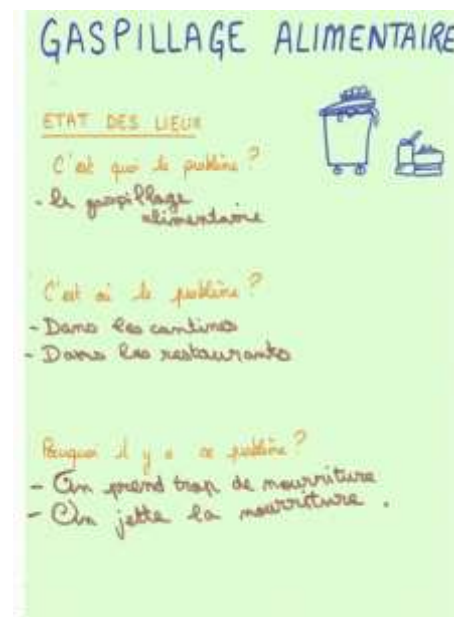 GASPILLAGE ALIMENTAIRE
ETAT DES LIEUX
C'est quoi le problème ?
- le gaspillage
alimentaire
C'est où le problème ?
- Dans les cantines
- Dans les restaurants
Pourquoi il y a ce problème ?
- On prend trop de nourriture
- On jette la nourriture.